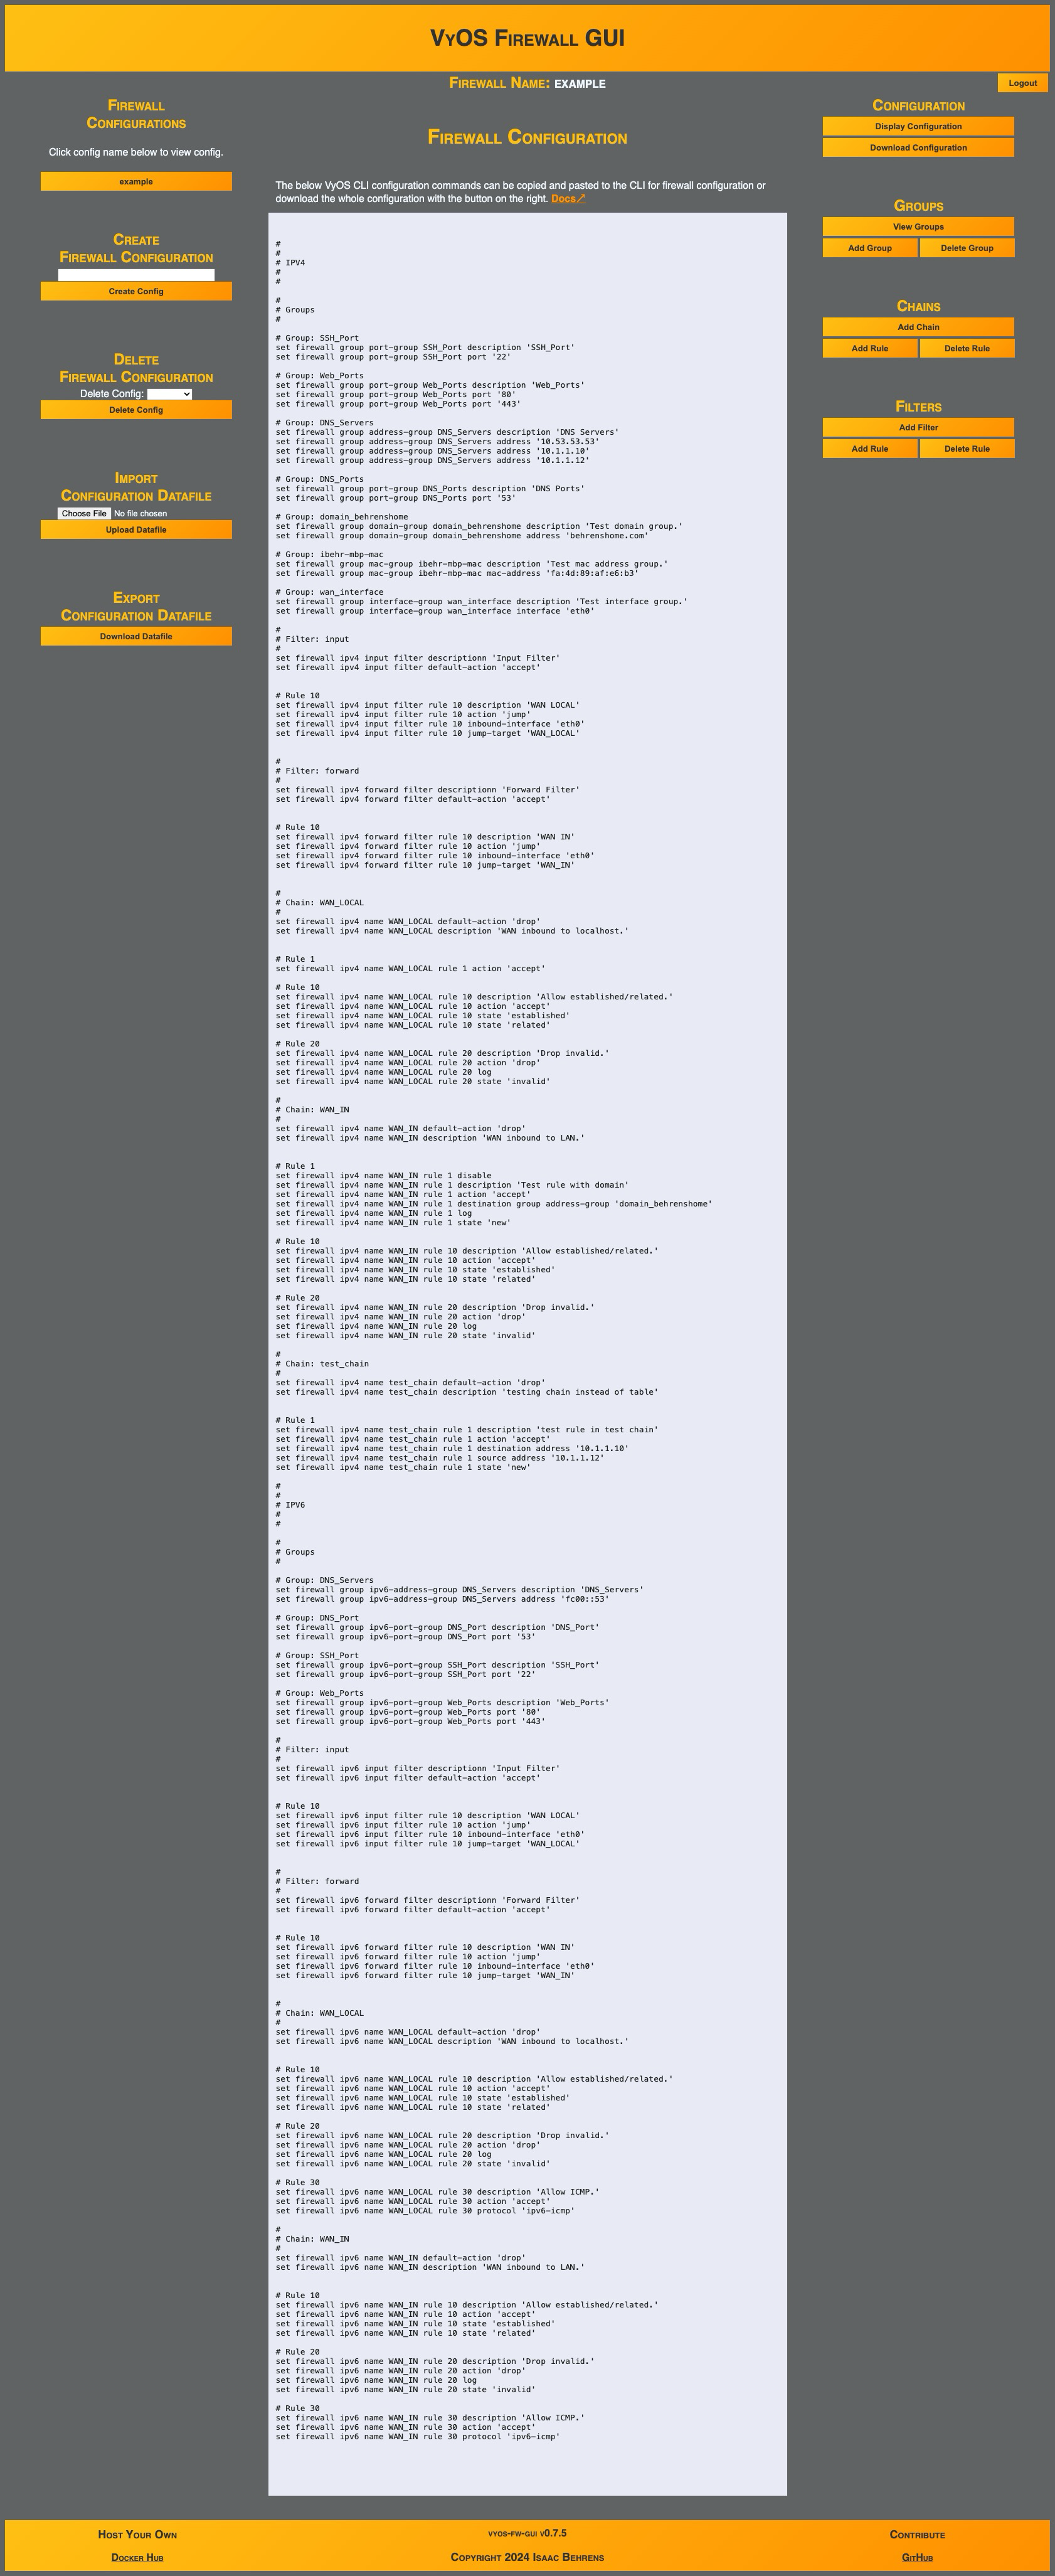 VyOS Firewall GUI
Firewall Name: example
Logout
Firewall
Configurations
Click config name below to view config.
example
Create
Firewall Configuration
Create Config
Delete
Firewall Configuration
Delete Config:
Delete Config
Import
Configuration Datafile
Choose File No file chosen
Upload Datafile
Export
Configuration Datafile
Download Datafile
Firewall Configuration
The below VyOS CLI configuration commands can be copied and pasted to the CLI for firewall configuration or
download the whole configuration with the button on the right. Docs↗
#
#
# IPV4
#
#
#
# Groups
#
# Group: SSH_Port
set firewall group port-group SSH_Port description 'SSH_Port'
set firewall group port-group SSH_Port port '22'
# Group: Web_Ports
set firewall group port-group Web_Ports description 'Web_Ports'
set firewall group port-group Web_Ports port '80'
set firewall group port-group Web_Ports port '443'
# Group: DNS_Servers
set firewall group address-group DNS_Servers description 'DNS Servers'
set firewall group address-group DNS_Servers address '10.53.53.53'
set firewall group address-group DNS_Servers address '10.1.1.10'
set firewall group address-group DNS_Servers address '10.1.1.12'
# Group: DNS_Ports
set firewall group port-group DNS_Ports description 'DNS Ports'
set firewall group port-group DNS_Ports port '53'
# Group: domain_behrenshome
set firewall group domain-group domain_behrenshome description 'Test domain group.'
set firewall group domain-group domain_behrenshome address 'behrenshome.com'
# Group: ibehr-mbp-mac
set firewall group mac-group ibehr-mbp-mac description 'Test mac address group.'
set firewall group mac-group ibehr-mbp-mac mac-address 'fa:4d:89:af:e6:b3'
# Group: wan_interface
set firewall group interface-group wan_interface description 'Test interface group.'
set firewall group interface-group wan_interface interface 'eth0'
#
# Filter: input
#
set firewall ipv4 input filter descriptionn 'Input Filter'
set firewall ipv4 input filter default-action 'accept'
# Rule 10
set firewall ipv4 input filter rule 10 description 'WAN LOCAL'
set firewall ipv4 input filter rule 10 action 'jump'
set firewall ipv4 input filter rule 10 inbound-interface 'eth0'
set firewall ipv4 input filter rule 10 jump-target 'WAN_LOCAL'
#
# Filter: forward
#
set firewall ipv4 forward filter descriptionn 'Forward Filter'
set firewall ipv4 forward filter default-action 'accept'
# Rule 10
set firewall ipv4 forward filter rule 10 description 'WAN IN'
set firewall ipv4 forward filter rule 10 action 'jump'
set firewall ipv4 forward filter rule 10 inbound-interface 'eth0'
set firewall ipv4 forward filter rule 10 jump-target 'WAN_IN'
#
# Chain: WAN_LOCAL
#
set firewall ipv4 name WAN_LOCAL default-action 'drop'
set firewall ipv4 name WAN_LOCAL description 'WAN inbound to localhost.'
# Rule 1
set firewall ipv4 name WAN_LOCAL rule 1 action 'accept'
# Rule 10
set firewall ipv4 name WAN_LOCAL rule 10 description 'Allow established/related.'
set firewall ipv4 name WAN_LOCAL rule 10 action 'accept'
set firewall ipv4 name WAN_LOCAL rule 10 state 'established'
set firewall ipv4 name WAN_LOCAL rule 10 state 'related'
# Rule 20
set firewall ipv4 name WAN_LOCAL rule 20 description 'Drop invalid.'
set firewall ipv4 name WAN_LOCAL rule 20 action 'drop'
set firewall ipv4 name WAN_LOCAL rule 20 log
set firewall ipv4 name WAN_LOCAL rule 20 state 'invalid'
#
# Chain: WAN_IN
#
set firewall ipv4 name WAN_IN default-action 'drop'
set firewall ipv4 name WAN_IN description 'WAN inbound to LAN.'
# Rule 1
set firewall ipv4 name WAN_IN rule 1 disable
set firewall ipv4 name WAN_IN rule 1 description 'Test rule with domain'
set firewall ipv4 name WAN_IN rule 1 action 'accept'
set firewall ipv4 name WAN_IN rule 1 destination group address-group 'domain_behrenshome'
set firewall ipv4 name WAN_IN rule 1 log
set firewall ipv4 name WAN_IN rule 1 state 'new'
# Rule 10
set firewall ipv4 name WAN_IN rule 10 description 'Allow established/related.'
set firewall ipv4 name WAN_IN rule 10 action 'accept'
set firewall ipv4 name WAN_IN rule 10 state 'established'
set firewall ipv4 name WAN_IN rule 10 state 'related'
# Rule 20
set firewall ipv4 name WAN_IN rule 20 description 'Drop invalid.'
set firewall ipv4 name WAN_IN rule 20 action 'drop'
set firewall ipv4 name WAN_IN rule 20 log
set firewall ipv4 name WAN_IN rule 20 state 'invalid'
#
# Chain: test_chain
#
set firewall ipv4 name test_chain default-action 'drop'
set firewall ipv4 name test_chain description 'testing chain instead of table'
# Rule 1
set firewall ipv4 name test_chain rule 1 description 'test rule in test chain'
set firewall ipv4 name test_chain rule 1 action 'accept'
set firewall ipv4 name test_chain rule 1 destination address '10.1.1.10'
set firewall ipv4 name test_chain rule 1 source address '10.1.1.12'
set firewall ipv4 name test_chain rule 1 state 'new'
#
#
# IPV6
#
#
#
# Groups
#
# Group: DNS_Servers
set firewall group ipv6-address-group DNS_Servers description 'DNS_Servers'
set firewall group ipv6-address-group DNS_Servers address 'fc00::53'
# Group: DNS_Port
set firewall group ipv6-port-group DNS_Port description 'DNS_Port'
set firewall group ipv6-port-group DNS_Port port '53'
# Group: SSH_Port
set firewall group ipv6-port-group SSH_Port description 'SSH_Port'
set firewall group ipv6-port-group SSH_Port port '22'
# Group: Web_Ports
set firewall group ipv6-port-group Web_Ports description 'Web_Ports'
set firewall group ipv6-port-group Web_Ports port '80'
set firewall group ipv6-port-group Web_Ports port '443'
#
# Filter: input
#
set firewall ipv6 input filter descriptionn 'Input Filter'
set firewall ipv6 input filter default-action 'accept'
# Rule 10
set firewall ipv6 input filter rule 10 description 'WAN LOCAL'
set firewall ipv6 input filter rule 10 action 'jump'
set firewall ipv6 input filter rule 10 inbound-interface 'eth0'
set firewall ipv6 input filter rule 10 jump-target 'WAN_LOCAL'
#
# Filter: forward
#
set firewall ipv6 forward filter descriptionn 'Forward Filter'
set firewall ipv6 forward filter default-action 'accept'
# Rule 10
set firewall ipv6 forward filter rule 10 description 'WAN IN'
set firewall ipv6 forward filter rule 10 action 'jump'
set firewall ipv6 forward filter rule 10 inbound-interface 'eth0'
set firewall ipv6 forward filter rule 10 jump-target 'WAN_IN'
#
# Chain: WAN_LOCAL
#
set firewall ipv6 name WAN_LOCAL default-action 'drop'
set firewall ipv6 name WAN_LOCAL description 'WAN inbound to localhost.'
# Rule 10
set firewall ipv6 name WAN_LOCAL rule 10 description 'Allow established/related.'
set firewall ipv6 name WAN_LOCAL rule 10 action 'accept'
set firewall ipv6 name WAN_LOCAL rule 10 state 'established'
set firewall ipv6 name WAN_LOCAL rule 10 state 'related'
# Rule 20
set firewall ipv6 name WAN_LOCAL rule 20 description 'Drop invalid.'
set firewall ipv6 name WAN_LOCAL rule 20 action 'drop'
set firewall ipv6 name WAN_LOCAL rule 20 log
set firewall ipv6 name WAN_LOCAL rule 20 state 'invalid'
# Rule 30
set firewall ipv6 name WAN_LOCAL rule 30 description 'Allow ICMP.'
set firewall ipv6 name WAN_LOCAL rule 30 action 'accept'
set firewall ipv6 name WAN_LOCAL rule 30 protocol 'ipv6-icmp'
#
# Chain: WAN_IN
#
set firewall ipv6 name WAN_IN default-action 'drop'
set firewall ipv6 name WAN_IN description 'WAN inbound to LAN.'
# Rule 10
set firewall ipv6 name WAN_IN rule 10 description 'Allow established/related.'
set firewall ipv6 name WAN_IN rule 10 action 'accept'
set firewall ipv6 name WAN_IN rule 10 state 'established'
set firewall ipv6 name WAN_IN rule 10 state 'related'
# Rule 20
set firewall ipv6 name WAN_IN rule 20 description 'Drop invalid.'
set firewall ipv6 name WAN_IN rule 20 action 'drop'
set firewall ipv6 name WAN_IN rule 20 log
set firewall ipv6 name WAN_IN rule 20 state 'invalid'
# Rule 30
set firewall ipv6 name WAN_IN rule 30 description 'Allow ICMP.'
set firewall ipv6 name WAN_IN rule 30 action 'accept'
set firewall ipv6 name WAN_IN rule 30 protocol 'ipv6-icmp'
Configuration
Display Configuration
Download Configuration
Groups
View Groups
Add Group Delete Group
Chains
Add Chain
Add Rule Delete Rule
Filters
Add Filter
Add Rule Delete Rule
Host Your Own
Docker Hub
vyos-fw-gui v0.7.5
Copyright 2024 Isaac Behrens
Contribute
GitHub